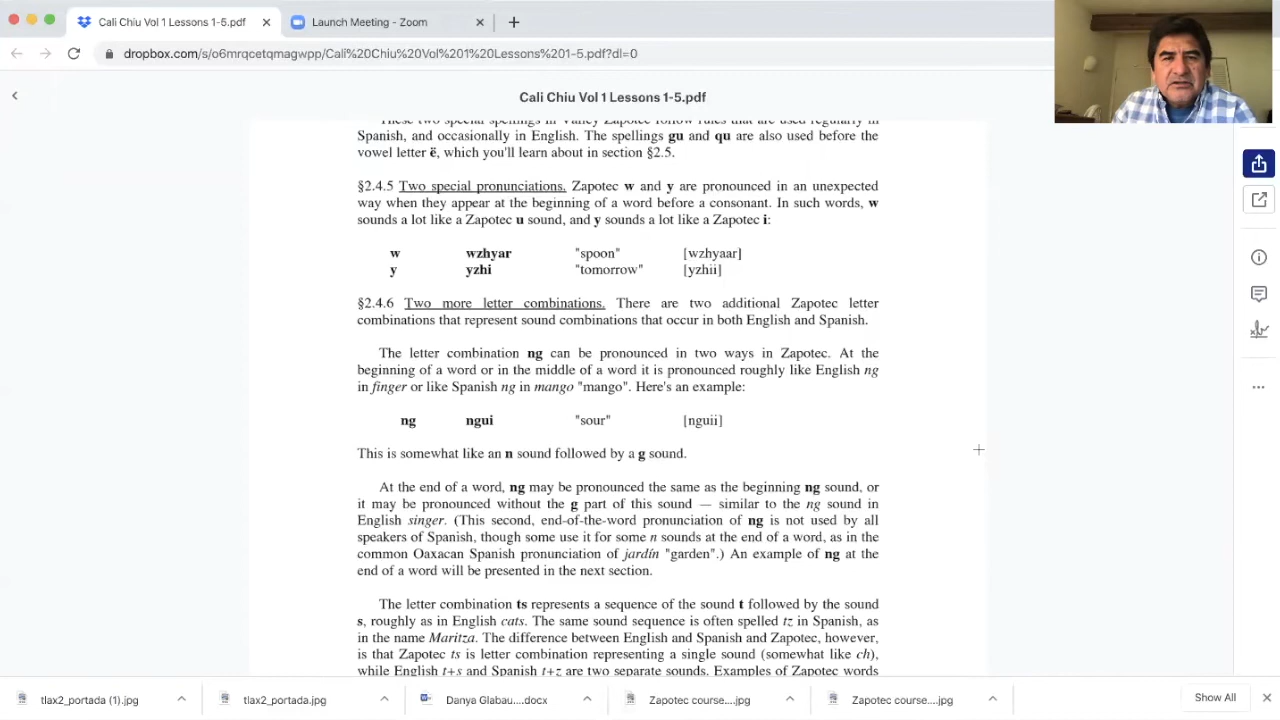 Cali Chiu Vol 1 Lessons 1-5.pdf
Launch Meeting - Zoom
dropbox.com/s/o6mrqcetqmagwpp/Cali%20Chiu%20Vol%201%20Lessons%201-5.pdf?dl=0
Cali Chiu Vol 1 Lessons 1-5.pdf
These two special spellings in Valley Zapotec follow rules that are used regularly in
Spanish, and occasionally in English. The spellings gu and qu are also used before the
vowel letter ë, which you'll learn about in section §2.5.
§2.4.5 Two special pronunciations. Zapotec w and y are pronounced in an unexpected
way when they appear at the beginning of a word before a consonant. In such words, w
sounds a lot like a Zapotec u sound, and y sounds a lot like a Zapotec i:
w wzhyar "spoon" [wzhyaar]
y yzhi "tomorrow" [yzhii]
§2.4.6 Two more letter combinations. There are two additional Zapotec letter
combinations that represent sound combinations that occur in both English and Spanish.
The letter combination ng can be pronounced in two ways in Zapotec. At the
beginning of a word or in the middle of a word it is pronounced roughly like English ng
in finger or like Spanish ng in mango "mango". Here's an example:
ng ngui "sour" [nguii]
This is somewhat like an n sound followed by a g sound.
At the end of a word, ng may be pronounced the same as the beginning ng sound, or
it may be pronounced without the g part of this sound — similar to the ng sound in
English singer. (This second, end-of-the-word pronunciation of ng is not used by all
speakers of Spanish, though some use it for some n sounds at the end of a word, as in the
common Oaxacan Spanish pronunciation of jardín "garden".) An example of ng at the
end of a word will be presented in the next section.
The letter combination ts represents a sequence of the sound t followed by the sound
s, roughly as in English cats. The same sound sequence is often spelled tz in Spanish, as
in the name Maritza. The difference between English and Spanish and Zapotec, however,
is that Zapotec ts is letter combination representing a single sound (somewhat like ch),
while English t+s and Spanish t+z are two separate sounds. Examples of Zapotec words
tlax2_portada (1).jpg
tlax2_portada.jpg
Danya Glabau....docx
Zapotec course....jpg
Zapotec course....jpg
Show All